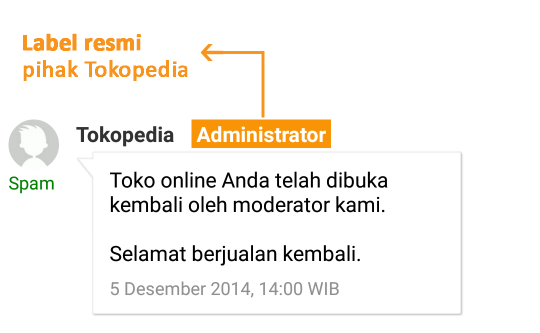 Label resmi
pihak Tokopedia
Tokopedia Administrator
Spam
Toko online Anda telah dibuka
kembali oleh moderator kami.
Selamat berjualan kembali.
5 Desember 2014, 14:00 WIB